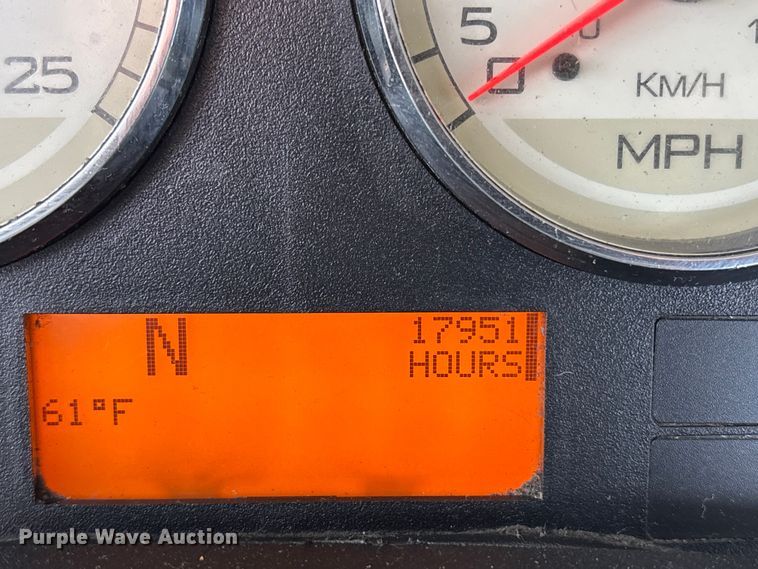 25
5
0
KM/H
MPH
N
17951
HOURS
61°F
Purple Wave Auction®